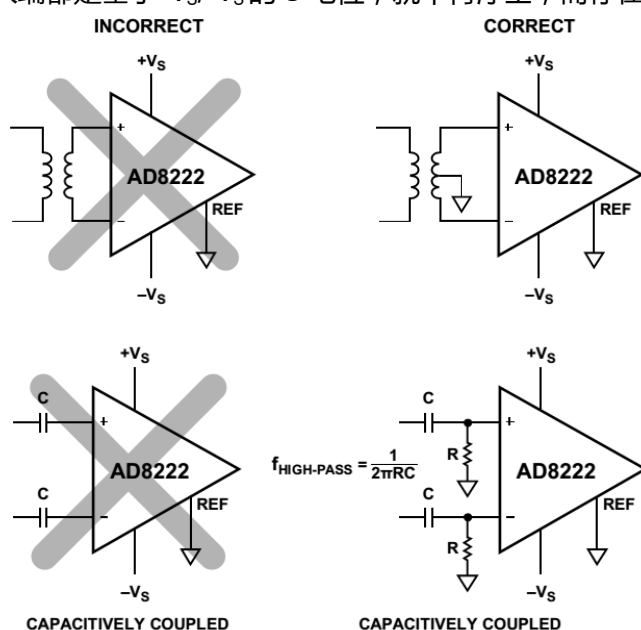 INCORRECT
CORRECT
+VS
+VS
+
AD8222
−
REF
−VS
+
AD8222
−
REF
−VS
+VS
+VS
C
+
AD8222
C
−
REF
−VS
CAPACITIVELY COUPLED
fHIGH-PASS = 1/2πRC
C
R
+
AD8222
C
R
−
REF
−VS
CAPACITIVELY COUPLED